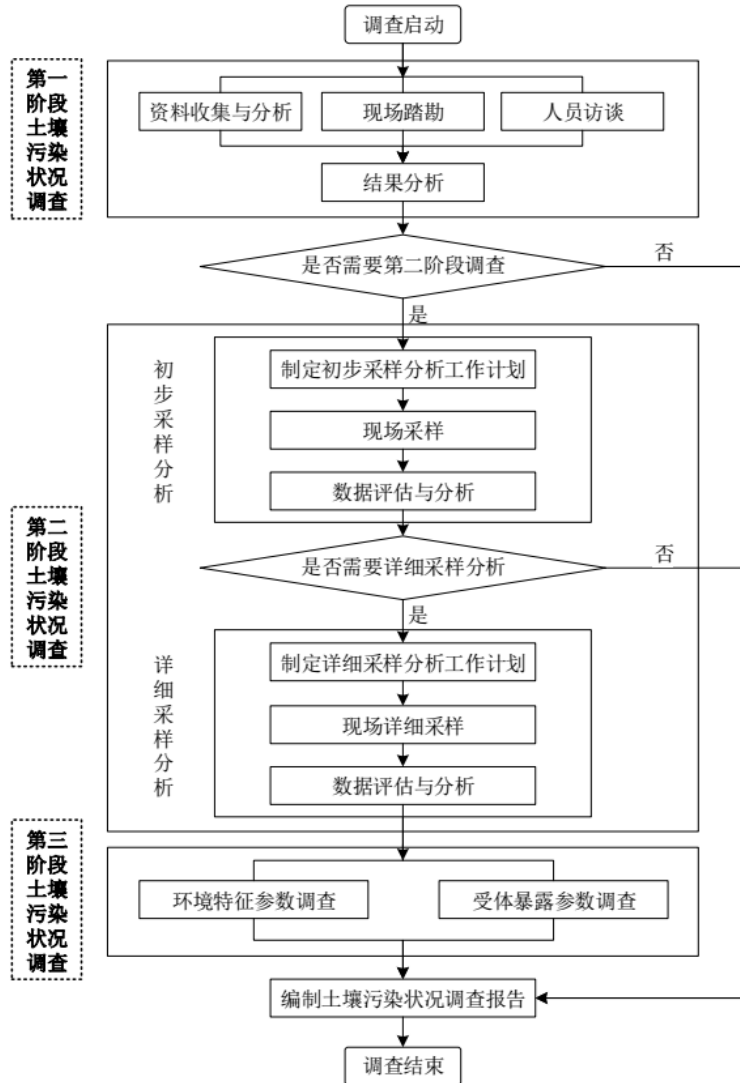 调查启动
第一
阶段
土壤
污染
状况
调查
资料收集与分析
现场踏勘
人员访谈
结果分析
是否需要第二阶段调查
否
是
初步采样分析
制定初步采样分析工作计划
现场采样
数据评估与分析
第二
阶段
土壤
污染
状况
调查
是否需要详细采样分析
否
是
详细采样分析
制定详细采样分析工作计划
现场详细采样
数据评估与分析
第三
阶段
土壤
污染
状况
调查
环境特征参数调查
受体暴露参数调查
编制土壤污染状况调查报告
调查结束